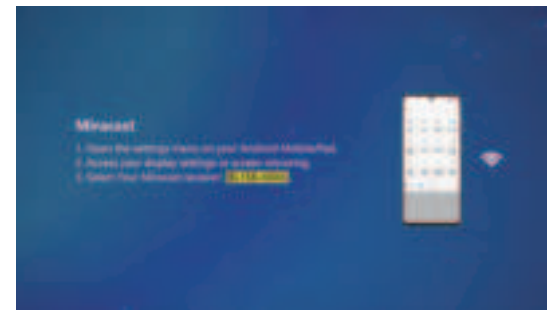 Miracast
1. Open the settings menu on your Android Mobile/Pad.
2. Access your display settings or screen mirroring.
3. Select Your Miracast receiver: